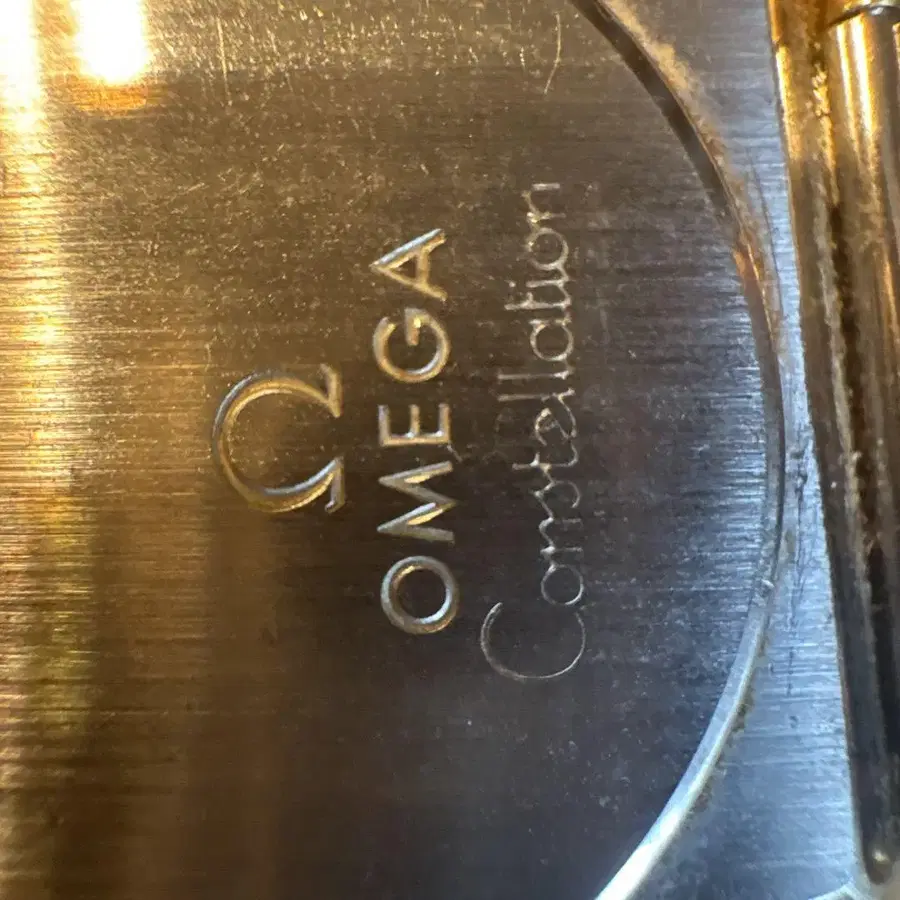 Ω
OMEGA
Constellation